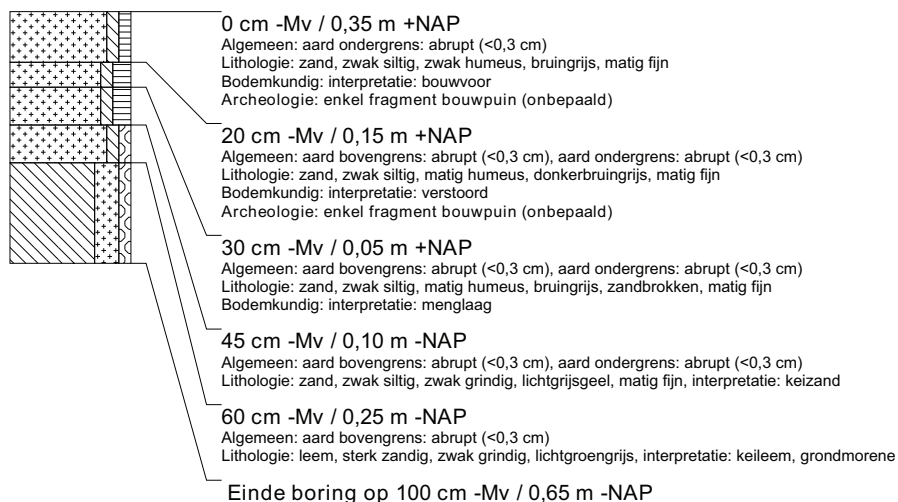 0 cm -Mv / 0,35 m +NAP
Algemeen: aard ondergrens: abrupt (<0,3 cm)
Lithologie: zand, zwak siltig, zwak humeus, bruingrijs, matig fijn
Bodemkundig: interpretatie: bouwvoor
Archeologie: enkel fragment bouwpuin (onbepaald)
20 cm -Mv / 0,15 m +NAP
Algemeen: aard bovengrens: abrupt (<0,3 cm), aard ondergrens: abrupt (<0,3 cm)
Lithologie: zand, zwak siltig, matig humeus, donkerbruingrijs, matig fijn
Bodemkundig: interpretatie: verstoord
Archeologie: enkel fragment bouwpuin (onbepaald)
30 cm -Mv / 0,05 m +NAP
Algemeen: aard bovengrens: abrupt (<0,3 cm), aard ondergrens: abrupt (<0,3 cm)
Lithologie: zand, zwak siltig, matig humeus, bruingrijs, zandbrokken, matig fijn
Bodemkundig: interpretatie: menglaag
45 cm -Mv / 0,10 m -NAP
Algemeen: aard bovengrens: abrupt (<0,3 cm), aard ondergrens: abrupt (<0,3 cm)
Lithologie: zand, zwak siltig, zwak grindig, lichtgrijsgeel, matig fijn, interpretatie: keizand
60 cm -Mv / 0,25 m -NAP
Algemeen: aard bovengrens: abrupt (<0,3 cm)
Lithologie: leem, sterk zandig, zwak grindig, lichtgroengrijs, interpretatie: keileem, grondmorene
Einde boring op 100 cm -Mv / 0,65 m -NAP